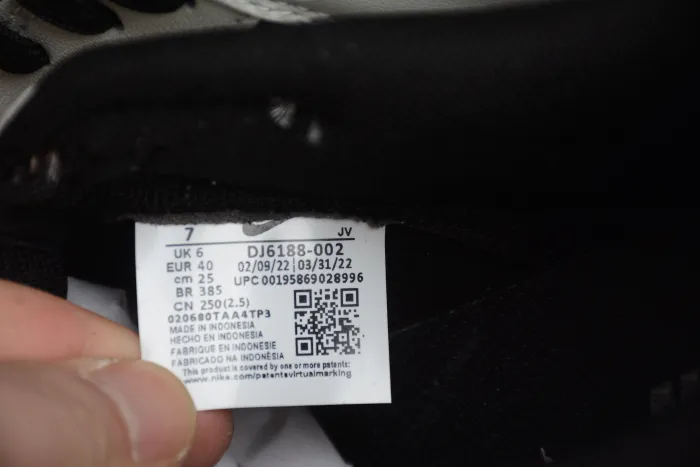 7 JV
UK 6 DJ6188-002
EUR 40 02/09/22 | 03/31/22
cm 25 UPC 00195869028996
BR 385
CN 250(2.5)
020680TAA4TP3
MADE IN INDONESIA
HECHO EN INDONESIA
FABRIQUE EN INDONESIE
FABRICADO NA INDONÉSIA
This product is covered by one or more patents:
www.nike.com/patentsvirtualmarking